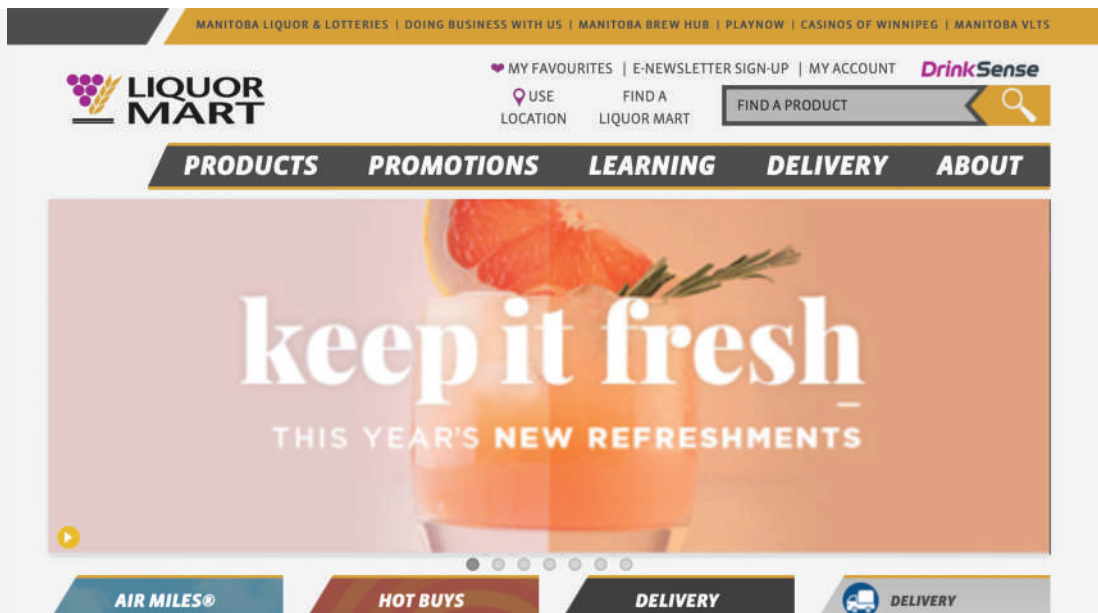 MANITOBA LIQUOR & LOTTERIES | DOING BUSINESS WITH US | MANITOBA BREW HUB | PLAYNOW | CASINOS OF WINNIPEG | MANITOBA VLTS
MY FAVOURITES | E-NEWSLETTER SIGN-UP | MY ACCOUNT DrinkSense
LIQUOR
MART
USE
LOCATION
FIND A
LIQUOR MART
FIND A PRODUCT
PRODUCTS PROMOTIONS LEARNING DELIVERY ABOUT
keep it fresh
THIS YEAR'S NEW REFRESHMENTS
AIR MILES® HOT BUYS DELIVERY DELIVERY